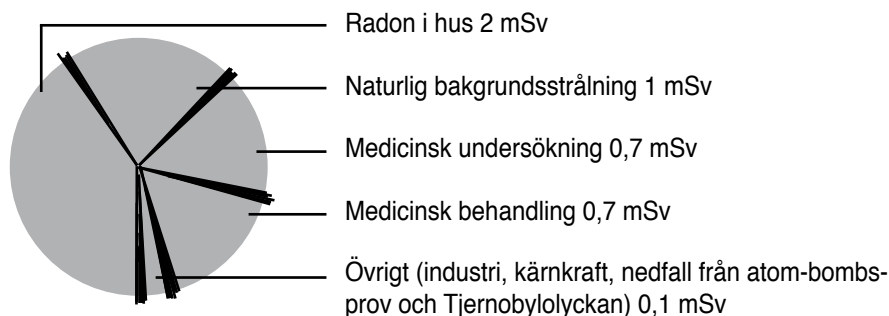 Radon i hus 2 mSv
Naturlig bakgrundsstrålning 1 mSv
Medicinsk undersökning 0,7 mSv
Medicinsk behandling 0,7 mSv
Övrigt (industri, kärnkraft, nedfall från atom-bombs-
prov och Tjernobylolyckan) 0,1 mSv